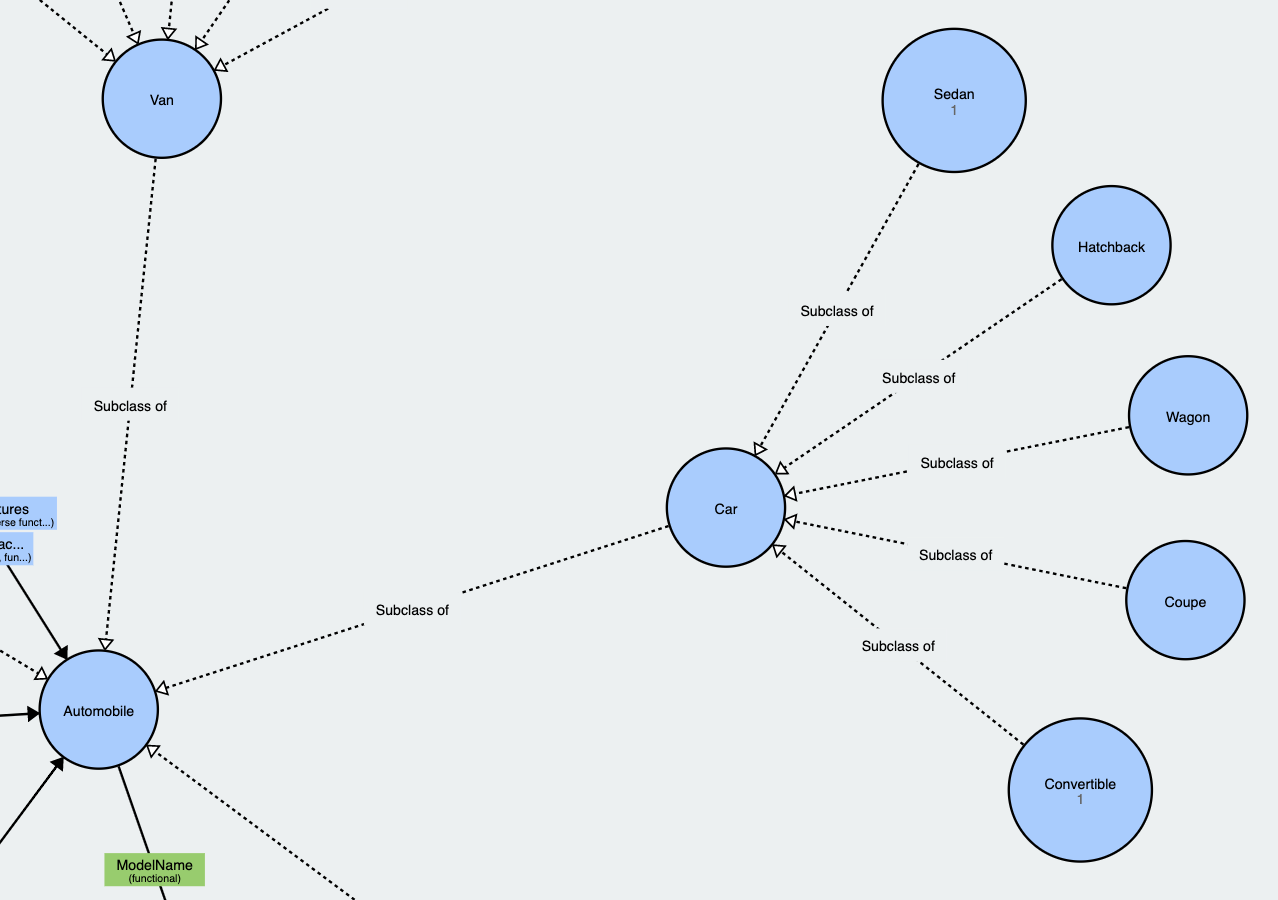 Van
Sedan
1
Hatchback
Subclass of
Subclass of
Subclass of
Wagon
Subclass of
Car
tures
erse funct...)
ac...
, fun...)
Subclass of
Coupe
Subclass of
Subclass of
Automobile
Convertible
1
ModelName
(functional)